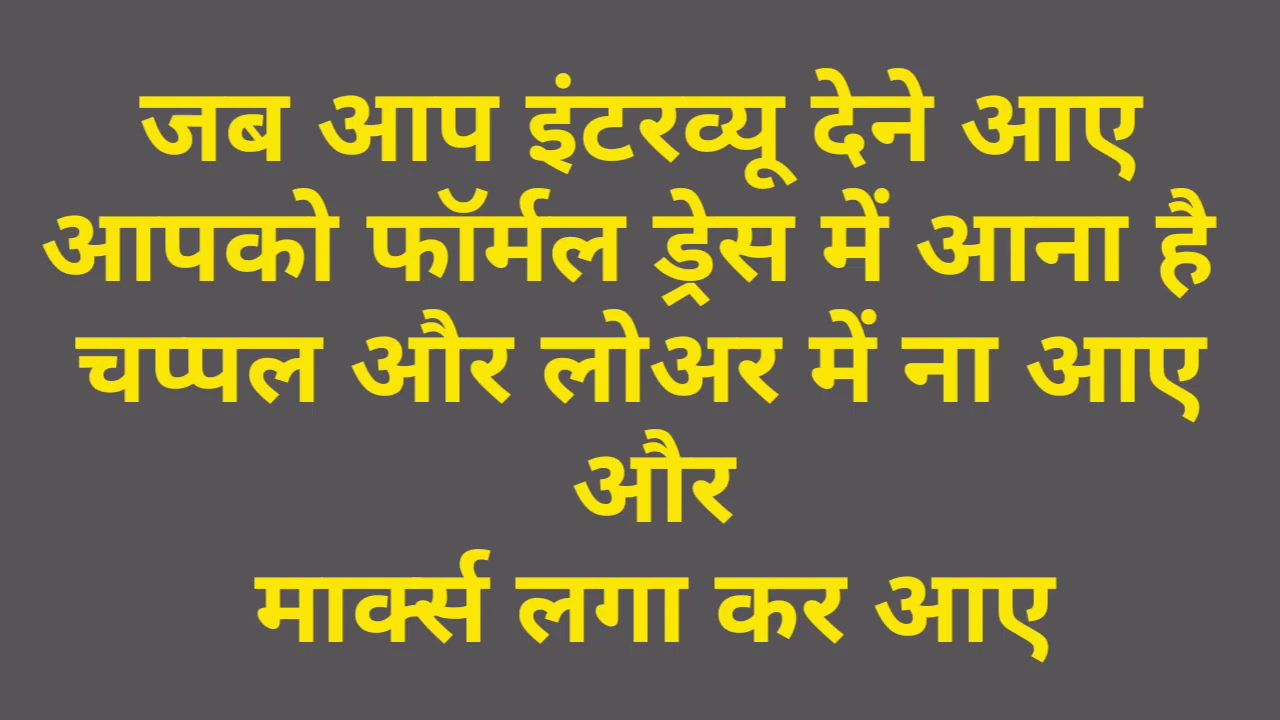 जब आप इंटरव्यू देने आए
आपको फॉर्मल ड्रेस में आना है
चप्पल और लोअर में ना आए
और
मार्क्स लगा कर आए